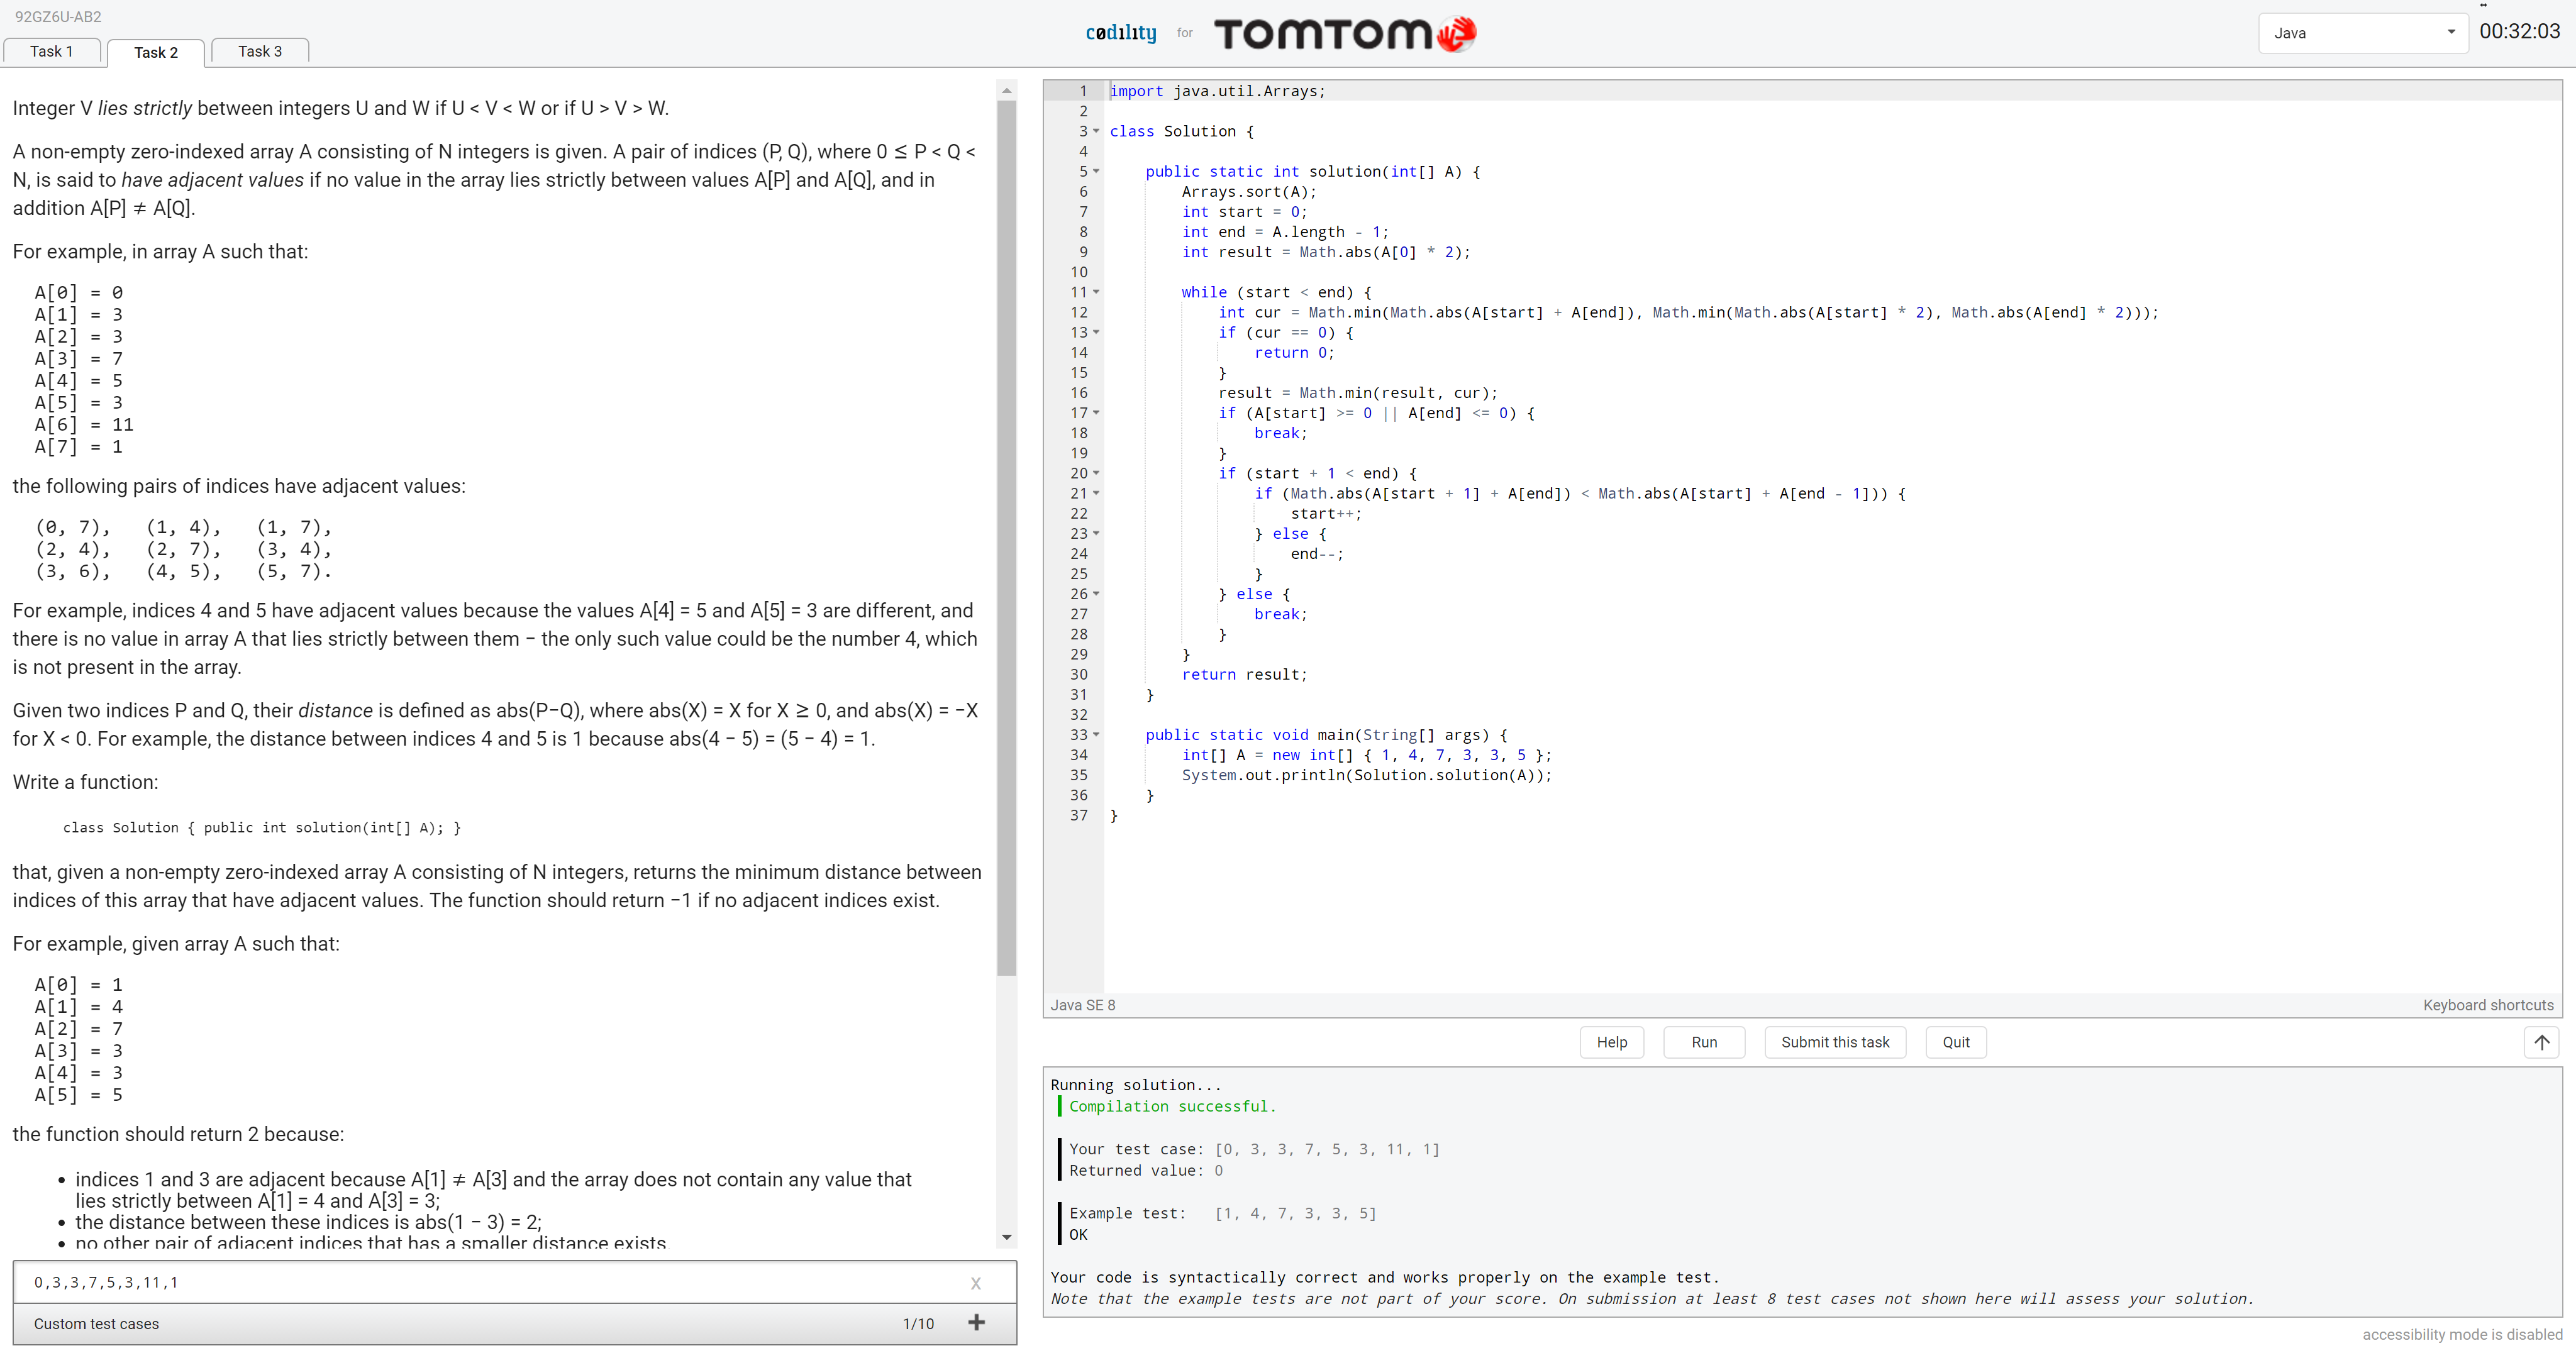 92GZ6U-AB2
Task 1
Task 2
Task 3
cødılıty for TOMTOM
Java
00:32:03
Integer V lies strictly between integers U and W if U < V < W or if U > V > W.
A non-empty zero-indexed array A consisting of N integers is given. A pair of indices (P, Q), where 0 ≤ P < Q <
N, is said to have adjacent values if no value in the array lies strictly between values A[P] and A[Q], and in
addition A[P] ≠ A[Q].
For example, in array A such that:
A[0] = 0
A[1] = 3
A[2] = 3
A[3] = 7
A[4] = 5
A[5] = 3
A[6] = 11
A[7] = 1
the following pairs of indices have adjacent values:
(0, 7), (1, 4), (1, 7),
(2, 4), (2, 7), (3, 4),
(3, 6), (4, 5), (5, 7).
For example, indices 4 and 5 have adjacent values because the values A[4] = 5 and A[5] = 3 are different, and
there is no value in array A that lies strictly between them − the only such value could be the number 4, which
is not present in the array.
Given two indices P and Q, their distance is defined as abs(P−Q), where abs(X) = X for X ≥ 0, and abs(X) = −X
for X < 0. For example, the distance between indices 4 and 5 is 1 because abs(4 − 5) = (5 − 4) = 1.
Write a function:
class Solution { public int solution(int[] A); }
that, given a non-empty zero-indexed array A consisting of N integers, returns the minimum distance between
indices of this array that have adjacent values. The function should return −1 if no adjacent indices exist.
For example, given array A such that:
A[0] = 1
A[1] = 4
A[2] = 7
A[3] = 3
A[4] = 3
A[5] = 5
the function should return 2 because:
• indices 1 and 3 are adjacent because A[1] ≠ A[3] and the array does not contain any value that
lies strictly between A[1] = 4 and A[3] = 3;
• the distance between these indices is abs(1 − 3) = 2;
• no other pair of adjacent indices that has a smaller distance exists.
0,3,3,7,5,3,11,1
x
Custom test cases
1/10
+
1 import java.util.Arrays;
2
3 class Solution {
4
5     public static int solution(int[] A) {
6         Arrays.sort(A);
7         int start = 0;
8         int end = A.length - 1;
9         int result = Math.abs(A[0] * 2);
10
11         while (start < end) {
12             int cur = Math.min(Math.abs(A[start] + A[end]), Math.min(Math.abs(A[start] * 2), Math.abs(A[end] * 2)));
13             if (cur == 0) {
14                 return 0;
15             }
16             result = Math.min(result, cur);
17             if (A[start] >= 0 || A[end] <= 0) {
18                 break;
19             }
20             if (start + 1 < end) {
21                 if (Math.abs(A[start + 1] + A[end]) < Math.abs(A[start] + A[end - 1])) {
22                     start++;
23                 } else {
24                     end--;
25                 }
26             } else {
27                 break;
28             }
29         }
30         return result;
31     }
32
33     public static void main(String[] args) {
34         int[] A = new int[] { 1, 4, 7, 3, 3, 5 };
35         System.out.println(Solution.solution(A));
36     }
37 }
Java SE 8
Keyboard shortcuts
Help
Run
Submit this task
Quit
Running solution...
Compilation successful.
Your test case: [0, 3, 3, 7, 5, 3, 11, 1]
Returned value: 0
Example test: [1, 4, 7, 3, 3, 5]
OK
Your code is syntactically correct and works properly on the example test.
Note that the example tests are not part of your score. On submission at least 8 test cases not shown here will assess your solution.
accessibility mode is disabled